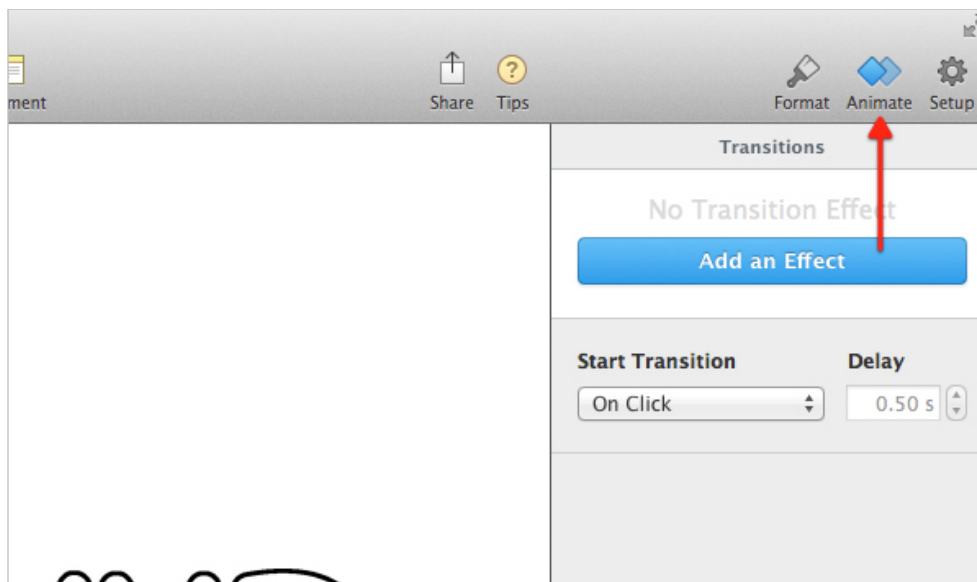 ment
Share Tips
Format Animate Setup
Transitions
No Transition Effect
Add an Effect
Start Transition Delay
On Click 0.50 s